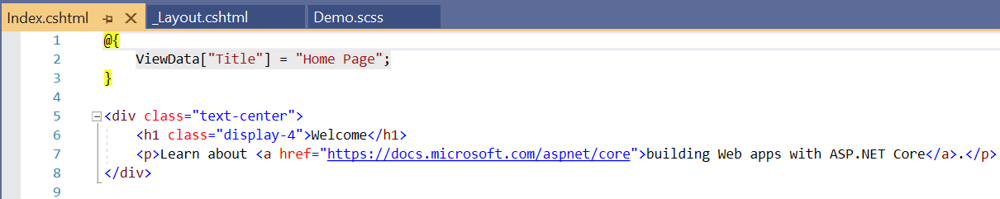 Index.cshtml _Layout.cshtml Demo.scss
1 @{
2 ViewData["Title"] = "Home Page";
3 }
4
5 <div class="text-center">
6 <h1 class="display-4">Welcome</h1>
7 <p>Learn about <a href="https://docs.microsoft.com/aspnet/core">building Web apps with ASP.NET Core</a>.</p>
8 </div>
9